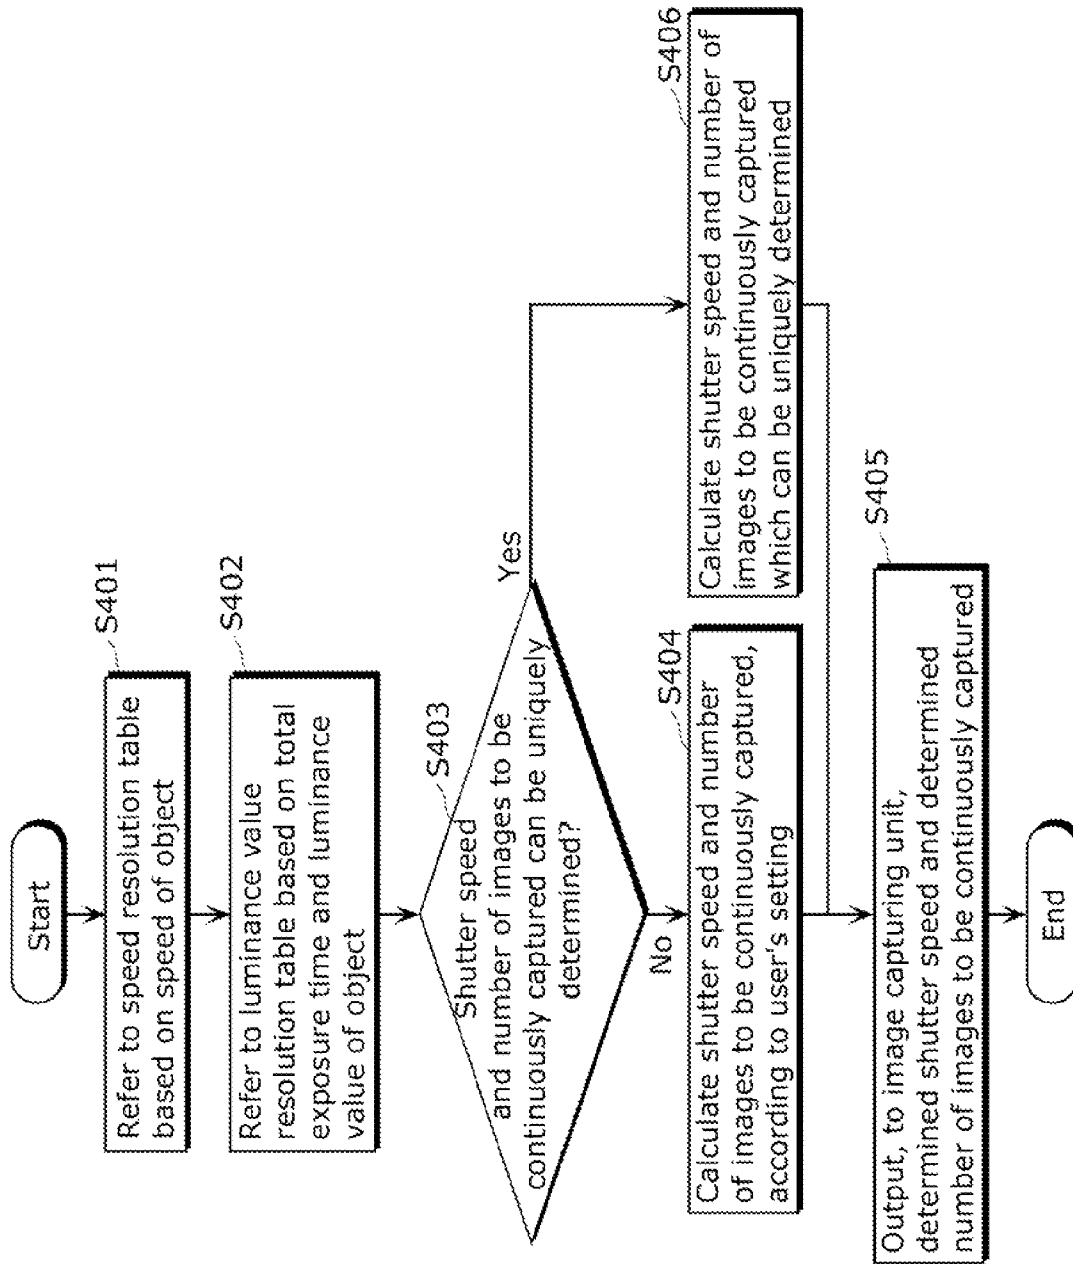 Start
S401
Refer to speed resolution table
based on speed of object
S402
Refer to luminance value
resolution table based on total
exposure time and luminance
value of object
S403
Shutter speed
and number of images to be
continuously captured can be uniquely
determined?
Yes
No
S404
Calculate shutter speed and number
of images to be continuously captured,
according to user's setting
S406
Calculate shutter speed and number of
images to be continuously captured
which can be uniquely determined
S405
Output, to image capturing unit,
determined shutter speed and determined
number of images to be continuously captured
End